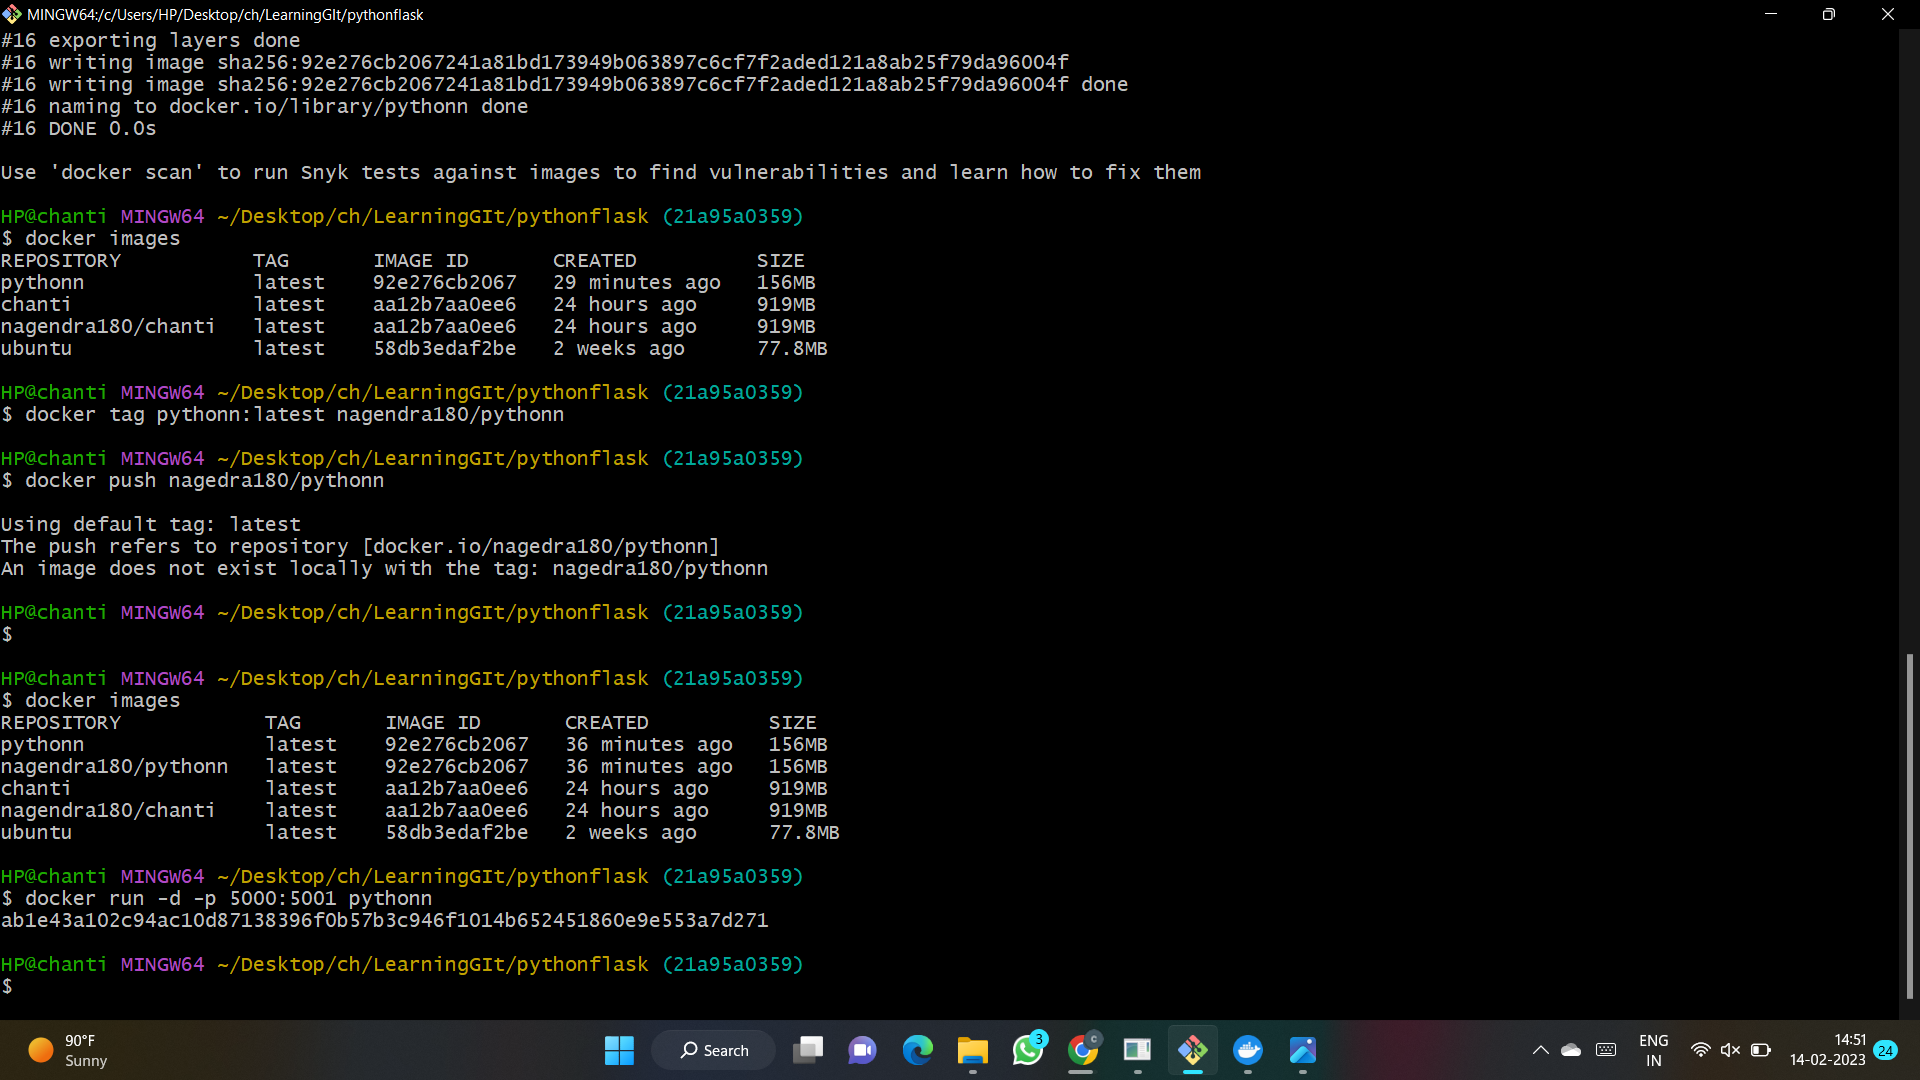 MINGW64:/c/Users/HP/Desktop/ch/LearningGIt/pythonflask
#16 exporting layers done
#16 writing image sha256:92e276cb2067241a81bd173949b063897c6cf7f2aded121a8ab25f79da96004f
#16 writing image sha256:92e276cb2067241a81bd173949b063897c6cf7f2aded121a8ab25f79da96004f done
#16 naming to docker.io/library/pythonn done
#16 DONE 0.0s
Use 'docker scan' to run Snyk tests against images to find vulnerabilities and learn how to fix them
HP@chanti MINGW64 ~/Desktop/ch/LearningGIt/pythonflask (21a95a0359)
$ docker images
REPOSITORY TAG IMAGE ID CREATED SIZE
pythonn latest 92e276cb2067 29 minutes ago 156MB
chanti latest aa12b7aa0ee6 24 hours ago 919MB
nagendra180/chanti latest aa12b7aa0ee6 24 hours ago 919MB
ubuntu latest 58db3edaf2be 2 weeks ago 77.8MB
HP@chanti MINGW64 ~/Desktop/ch/LearningGIt/pythonflask (21a95a0359)
$ docker tag pythonn:latest nagendra180/pythonn
HP@chanti MINGW64 ~/Desktop/ch/LearningGIt/pythonflask (21a95a0359)
$ docker push nagedra180/pythonn
Using default tag: latest
The push refers to repository [docker.io/nagedra180/pythonn]
An image does not exist locally with the tag: nagedra180/pythonn
HP@chanti MINGW64 ~/Desktop/ch/LearningGIt/pythonflask (21a95a0359)
$
HP@chanti MINGW64 ~/Desktop/ch/LearningGIt/pythonflask (21a95a0359)
$ docker images
REPOSITORY TAG IMAGE ID CREATED SIZE
pythonn latest 92e276cb2067 36 minutes ago 156MB
nagendra180/pythonn latest 92e276cb2067 36 minutes ago 156MB
chanti latest aa12b7aa0ee6 24 hours ago 919MB
nagendra180/chanti latest aa12b7aa0ee6 24 hours ago 919MB
ubuntu latest 58db3edaf2be 2 weeks ago 77.8MB
HP@chanti MINGW64 ~/Desktop/ch/LearningGIt/pythonflask (21a95a0359)
$ docker run -d -p 5000:5001 pythonn
ab1e43a102c94ac10d87138396f0b57b3c946f1014b652451860e9e553a7d271
HP@chanti MINGW64 ~/Desktop/ch/LearningGIt/pythonflask (21a95a0359)
$
90°F
Sunny
Search
3
C
ENG
IN
14:51
14-02-2023
24